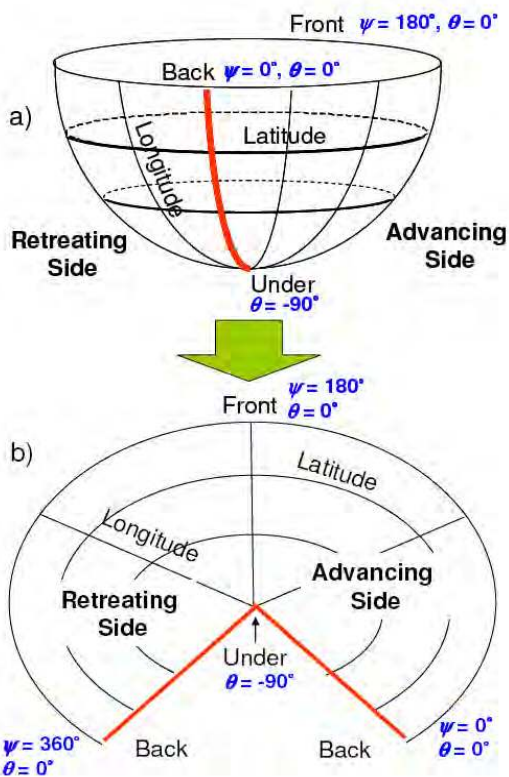 Front ψ = 180°, θ = 0°
Back ψ = 0°, θ = 0°
a)
Longitude
Latitude
Retreating
Side
Advancing
Side
Under
θ = -90°
ψ = 180°
Front θ = 0°
b)
Latitude
Longitude
Retreating
Side
Advancing
Side
Under
θ = -90°
ψ = 360°
θ = 0°
Back
Back
ψ = 0°
θ = 0°